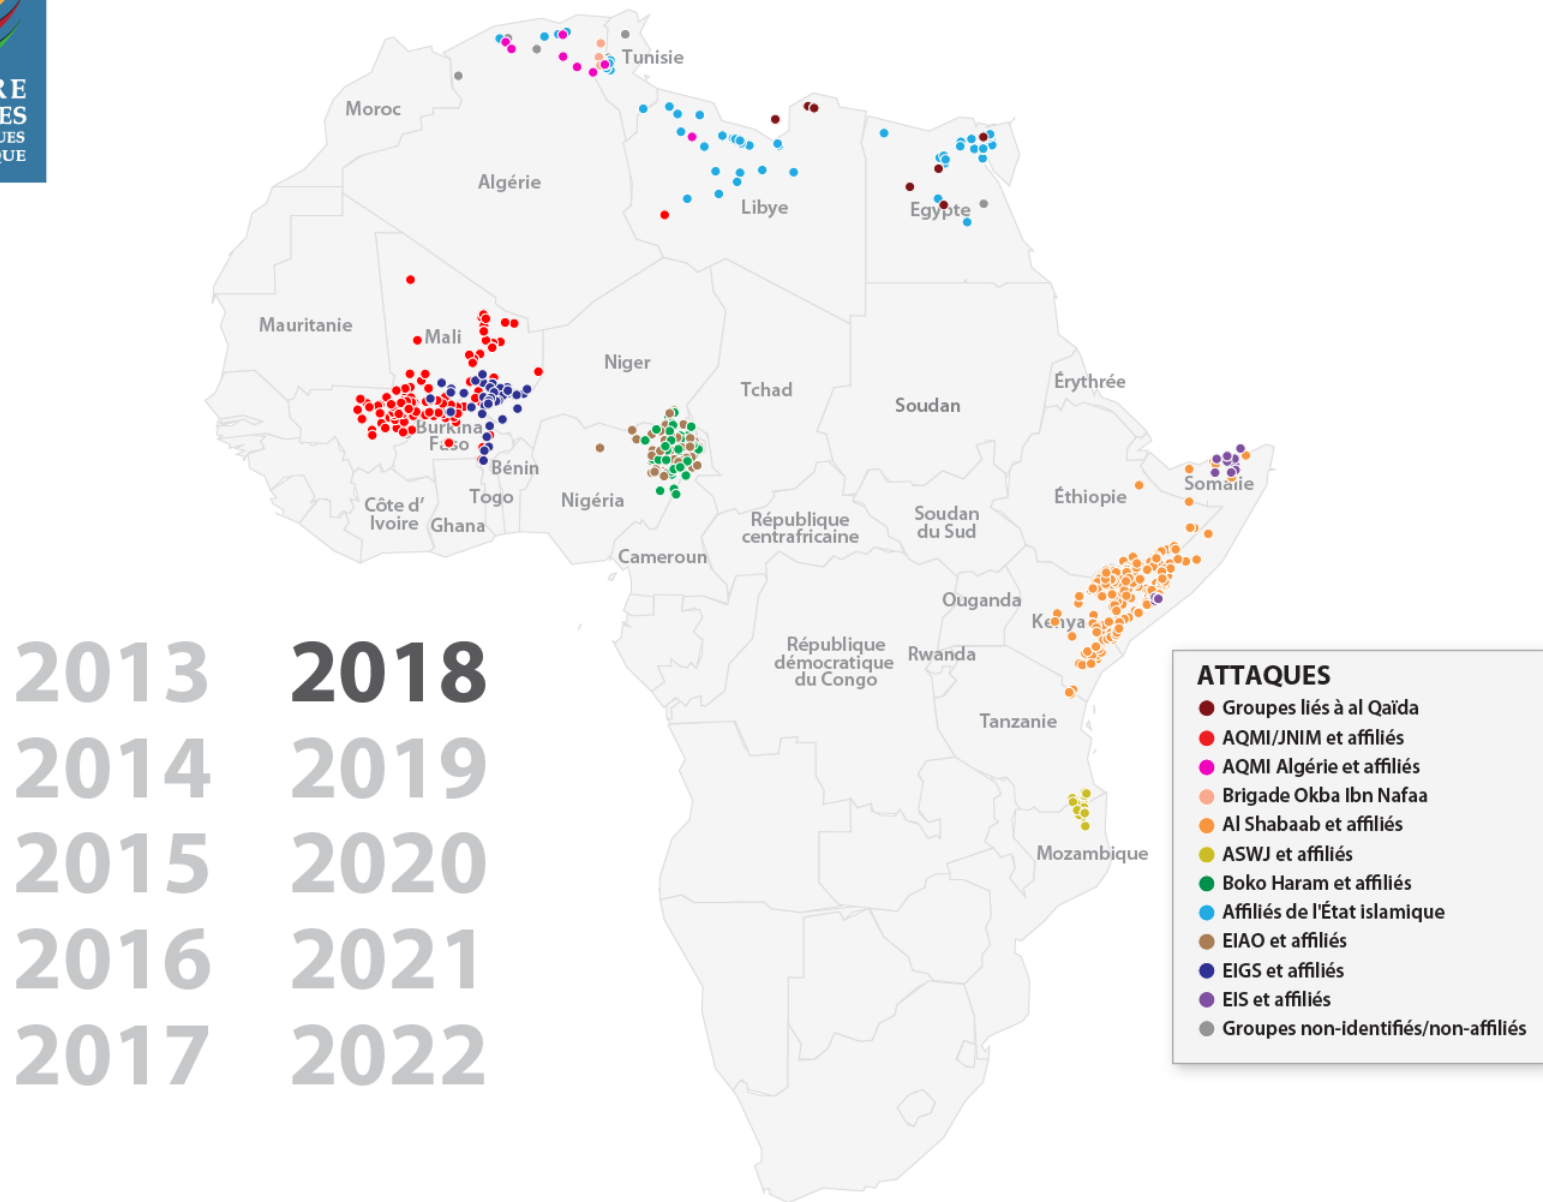 RE
ES
UES
QUE
Tunisie
Moroc
Algérie
Libye
Egypte
Mauritanie
Mali
Niger
Tchad
Soudan
Érythrée
Burkina
Faso
Bénin
Togo
Nigéria
Côte d’
Ivoire
Ghana
Cameroun
République
centrafricaine
Soudan
du Sud
Éthiopie
Somalie
Ouganda
Kenya
République
démocratique
du Congo
Rwanda
Tanzanie
Mozambique
2013
2018
2014
2019
2015
2020
2016
2021
2017
2022
ATTAQUES
Groupes liés à al Qaïda
AQMI/JNIM et affiliés
AQMI Algérie et affiliés
Brigade Okba Ibn Nafaa
Al Shabaab et affiliés
ASWJ et affiliés
Boko Haram et affiliés
Affiliés de l'État islamique
EIAO et affiliés
EIGS et affiliés
EIS et affiliés
Groupes non-identifiés/non-affiliés